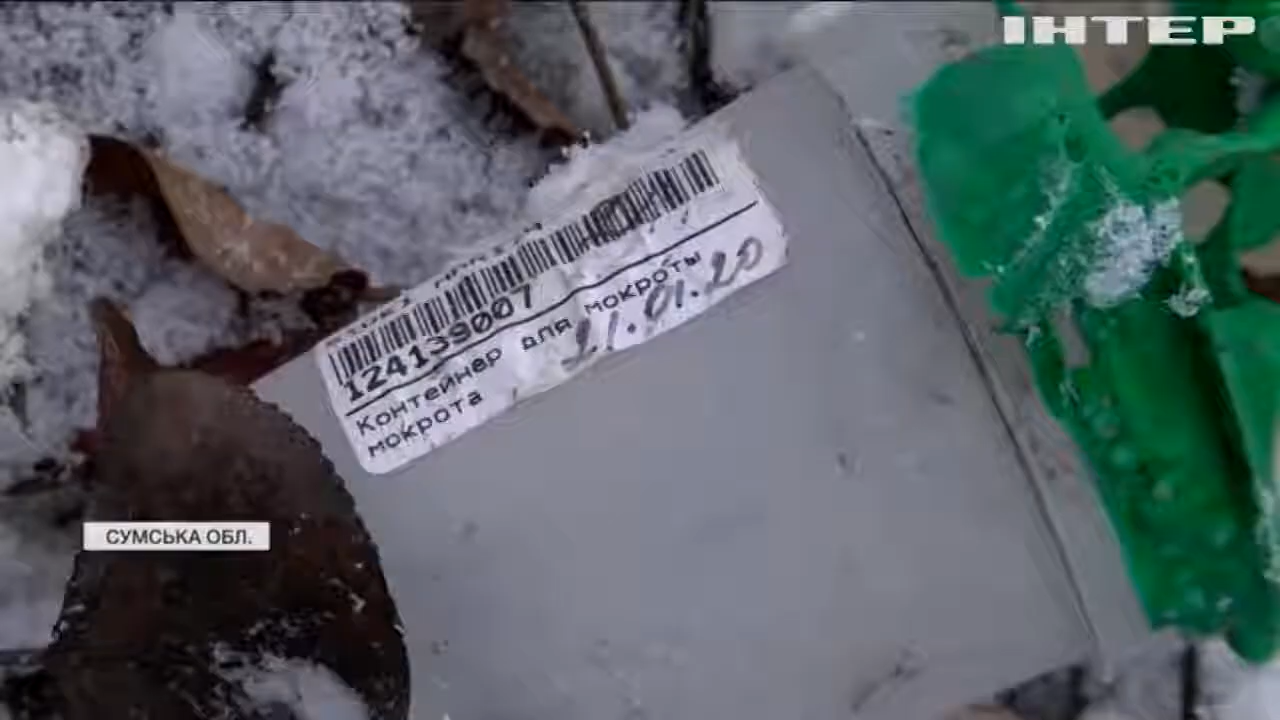 ІНТЕР
124139007
Контейнер для мокроты
мокрота
21.01.20
СУМСЬКА ОБЛ.